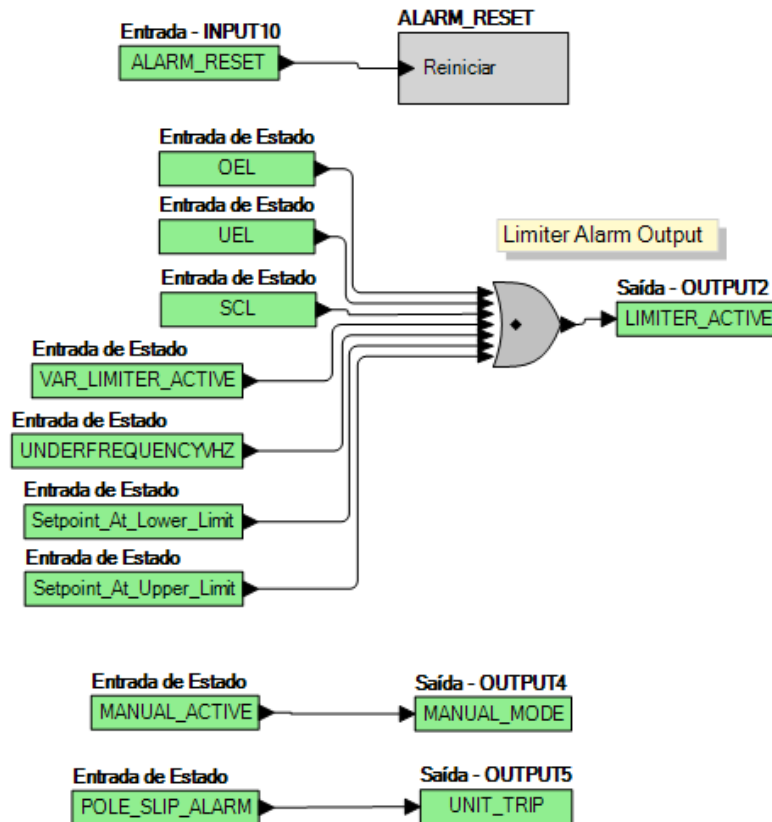 ALARM_RESET
Entrada - INPUT10
ALARM_RESET
Reiniciar
Entrada de Estado
OEL
Entrada de Estado
UEL
Limiter Alarm Output
Entrada de Estado
SCL
Saída - OUTPUT2
LIMITER_ACTIVE
Entrada de Estado
VAR_LIMITER_ACTIVE
Entrada de Estado
UNDERFREQUENCYVHZ
Entrada de Estado
Setpoint_At_Lower_Limit
Entrada de Estado
Setpoint_At_Upper_Limit
Entrada de Estado
MANUAL_ACTIVE
Saída - OUTPUT4
MANUAL_MODE
Entrada de Estado
POLE_SLIP_ALARM
Saída - OUTPUT5
UNIT_TRIP